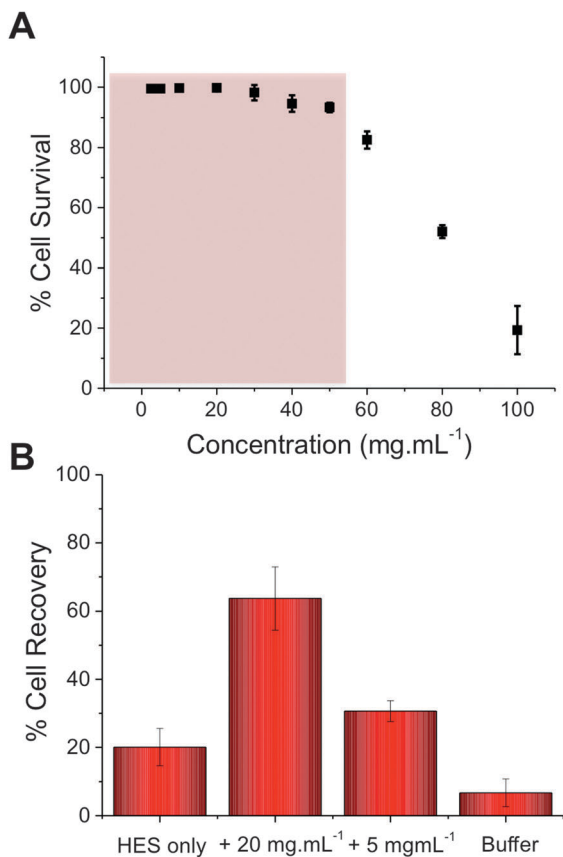 A
% Cell Survival
100
80
60
40
20
0
0 20 40 60 80 100
Concentration (mg.mL⁻¹)
B
% Cell Recovery
100
80
60
40
20
0
HES only + 20 mg.mL⁻¹ + 5 mgmL⁻¹ Buffer